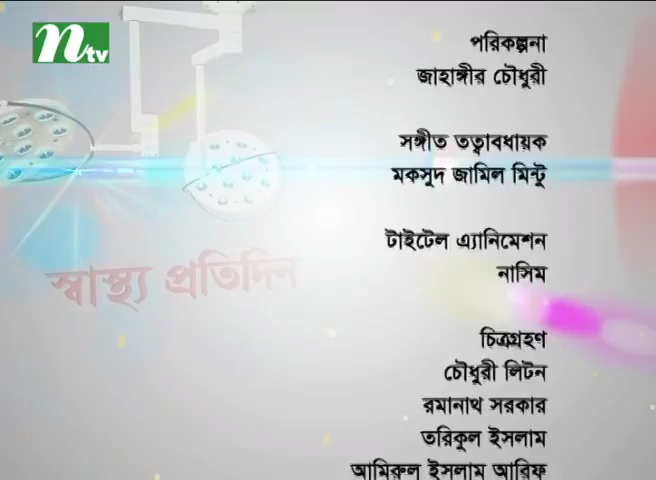 ntv
পরিকল্পনা
জাহাঙ্গীর চৌধুরী
সঙ্গীত তত্বাবধায়ক
মকসুদ জামিল মিন্টু
টাইটেল এ্যানিমেশন
নাসিম
স্বাস্থ্য প্রতিদিন
চিত্রগ্রহণ
চৌধুরী লিটন
রমানাথ সরকার
তরিকুল ইসলাম
আমিরুল ইসলাম আরিফ